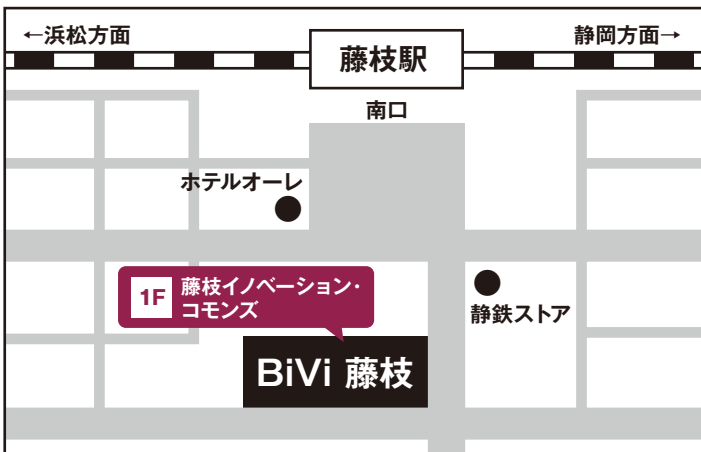 ←浜松方面
静岡方面→
藤枝駅
南口
ホテルオーレ
1F
藤枝イノベーション・
コモンズ
静鉄ストア
BiVi 藤枝